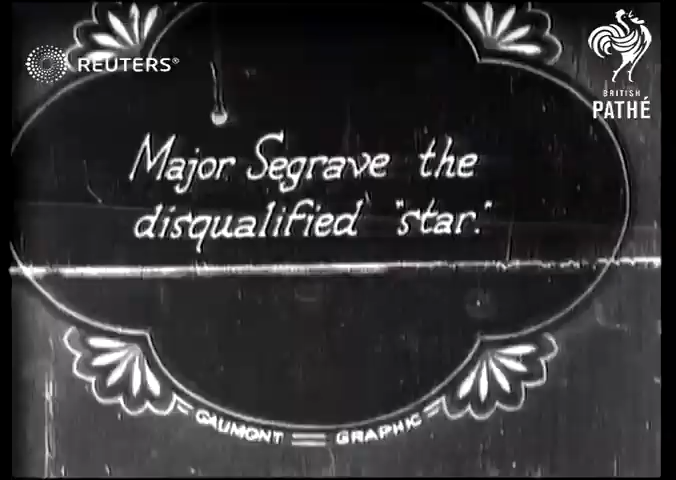 REUTERS
BRITISH
PATHÉ
Major Segrave the
disqualified "star."
GAUMONT GRAPHIC